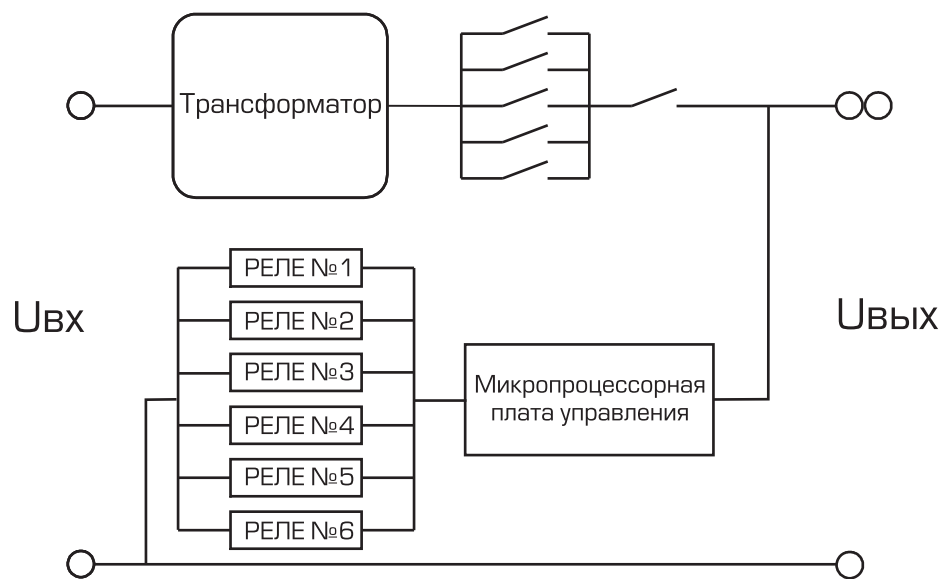 Трансформатор
РЕЛЕ №1
РЕЛЕ №2
РЕЛЕ №3
РЕЛЕ №4
РЕЛЕ №5
РЕЛЕ №6
Uвх
Uвых
Микропроцессорная
плата управления